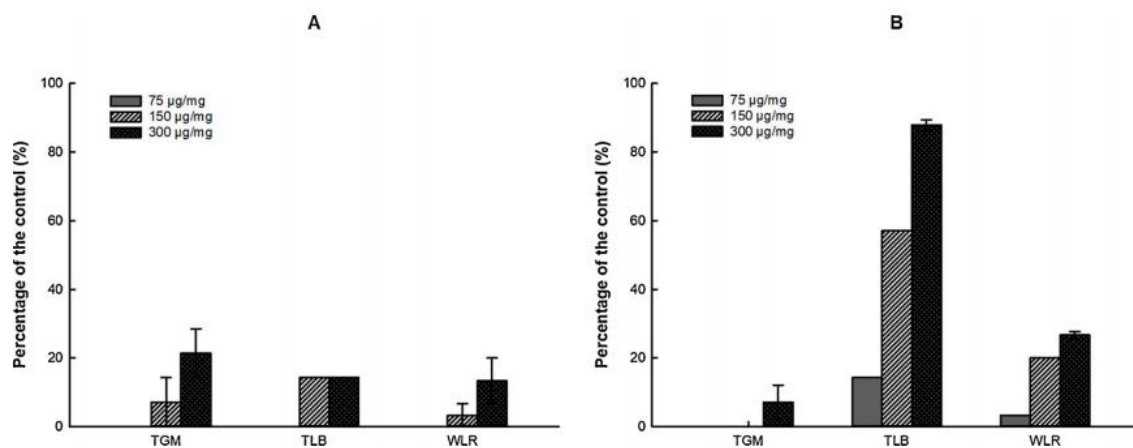 A
Percentage of the control (%)
100
80
60
40
20
0
75 µg/mg
150 µg/mg
300 µg/mg
TGM
TLB
WLR
B
Percentage of the control (%)
100
80
60
40
20
0
75 µg/mg
150 µg/mg
300 µg/mg
TGM
TLB
WLR